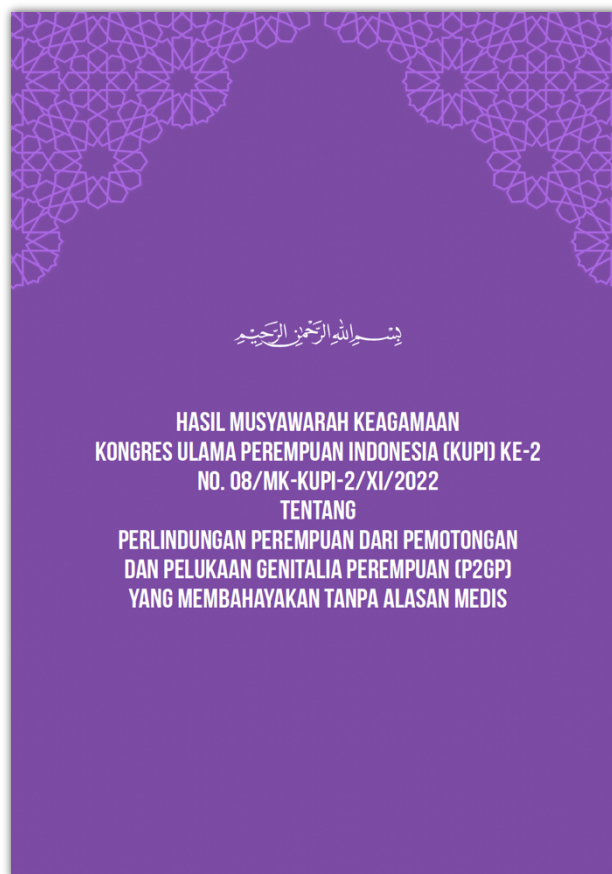 بِسْمِ اللهِ الرَّحْمٰنِ الرَّحِيْمِ
HASIL MUSYAWARAH KEAGAMAAN
KONGRES ULAMA PEREMPUAN INDONESIA (KUPI) KE-2
NO. 08/MK-KUPI-2/XI/2022
TENTANG
PERLINDUNGAN PEREMPUAN DARI PEMOTONGAN
DAN PELUKAAN GENITALIA PEREMPUAN (P2GP)
YANG MEMBAHAYAKAN TANPA ALASAN MEDIS